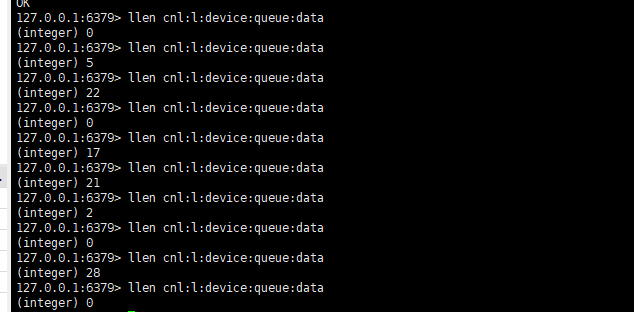 OK
127.0.0.1:6379> llen cnl:l:device:queue:data
(integer) 0
127.0.0.1:6379> llen cnl:l:device:queue:data
(integer) 5
127.0.0.1:6379> llen cnl:l:device:queue:data
(integer) 22
127.0.0.1:6379> llen cnl:l:device:queue:data
(integer) 0
127.0.0.1:6379> llen cnl:l:device:queue:data
(integer) 17
127.0.0.1:6379> llen cnl:l:device:queue:data
(integer) 21
127.0.0.1:6379> llen cnl:l:device:queue:data
(integer) 2
127.0.0.1:6379> llen cnl:l:device:queue:data
(integer) 0
127.0.0.1:6379> llen cnl:l:device:queue:data
(integer) 28
127.0.0.1:6379> llen cnl:l:device:queue:data
(integer) 0